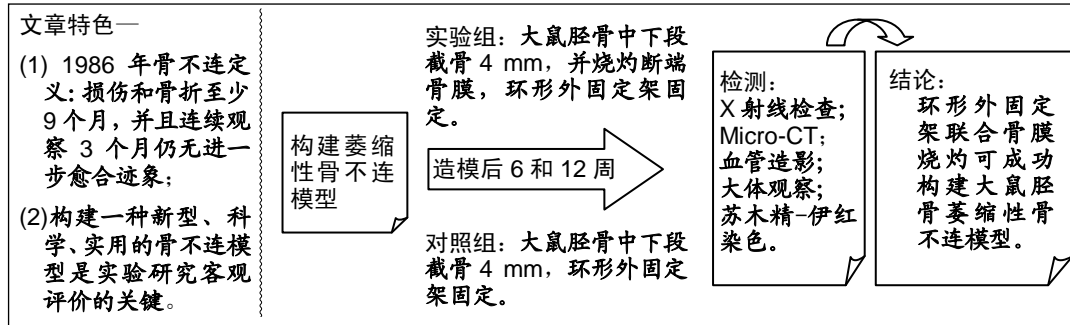 文章特色—
(1) 1986 年骨不连定
义：损伤和骨折至少
9 个月，并且连续观
察 3 个月仍无进一
步愈合迹象；
(2)构建一种新型、科
学、实用的骨不连模
型是实验研究客观
评价的关键。
构建萎缩
性骨不连
模型
实验组：大鼠胫骨中下段
截骨 4 mm，并烧灼断端
骨膜，环形外固定架固
定。
造模后 6 和 12 周
对照组：大鼠胫骨中下段
截骨 4 mm，环形外固定
架固定。
检测：
X 射线检查；
Micro-CT；
血管造影；
大体观察；
苏木精-伊红
染色。
结论：
环形外固定
架联合骨膜
烧灼可成功
构建大鼠胫
骨萎缩性骨
不连模型。